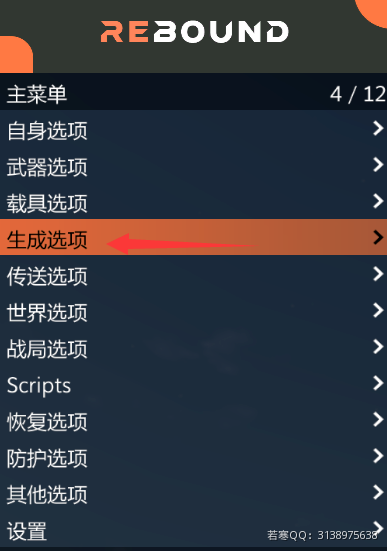 REBOUND
主菜单 4 / 12
自身选项
武器选项
载具选项
生成选项
传送选项
世界选项
战局选项
Scripts
恢复选项
防护选项
其他选项
设置
若寒QQ：3138975638